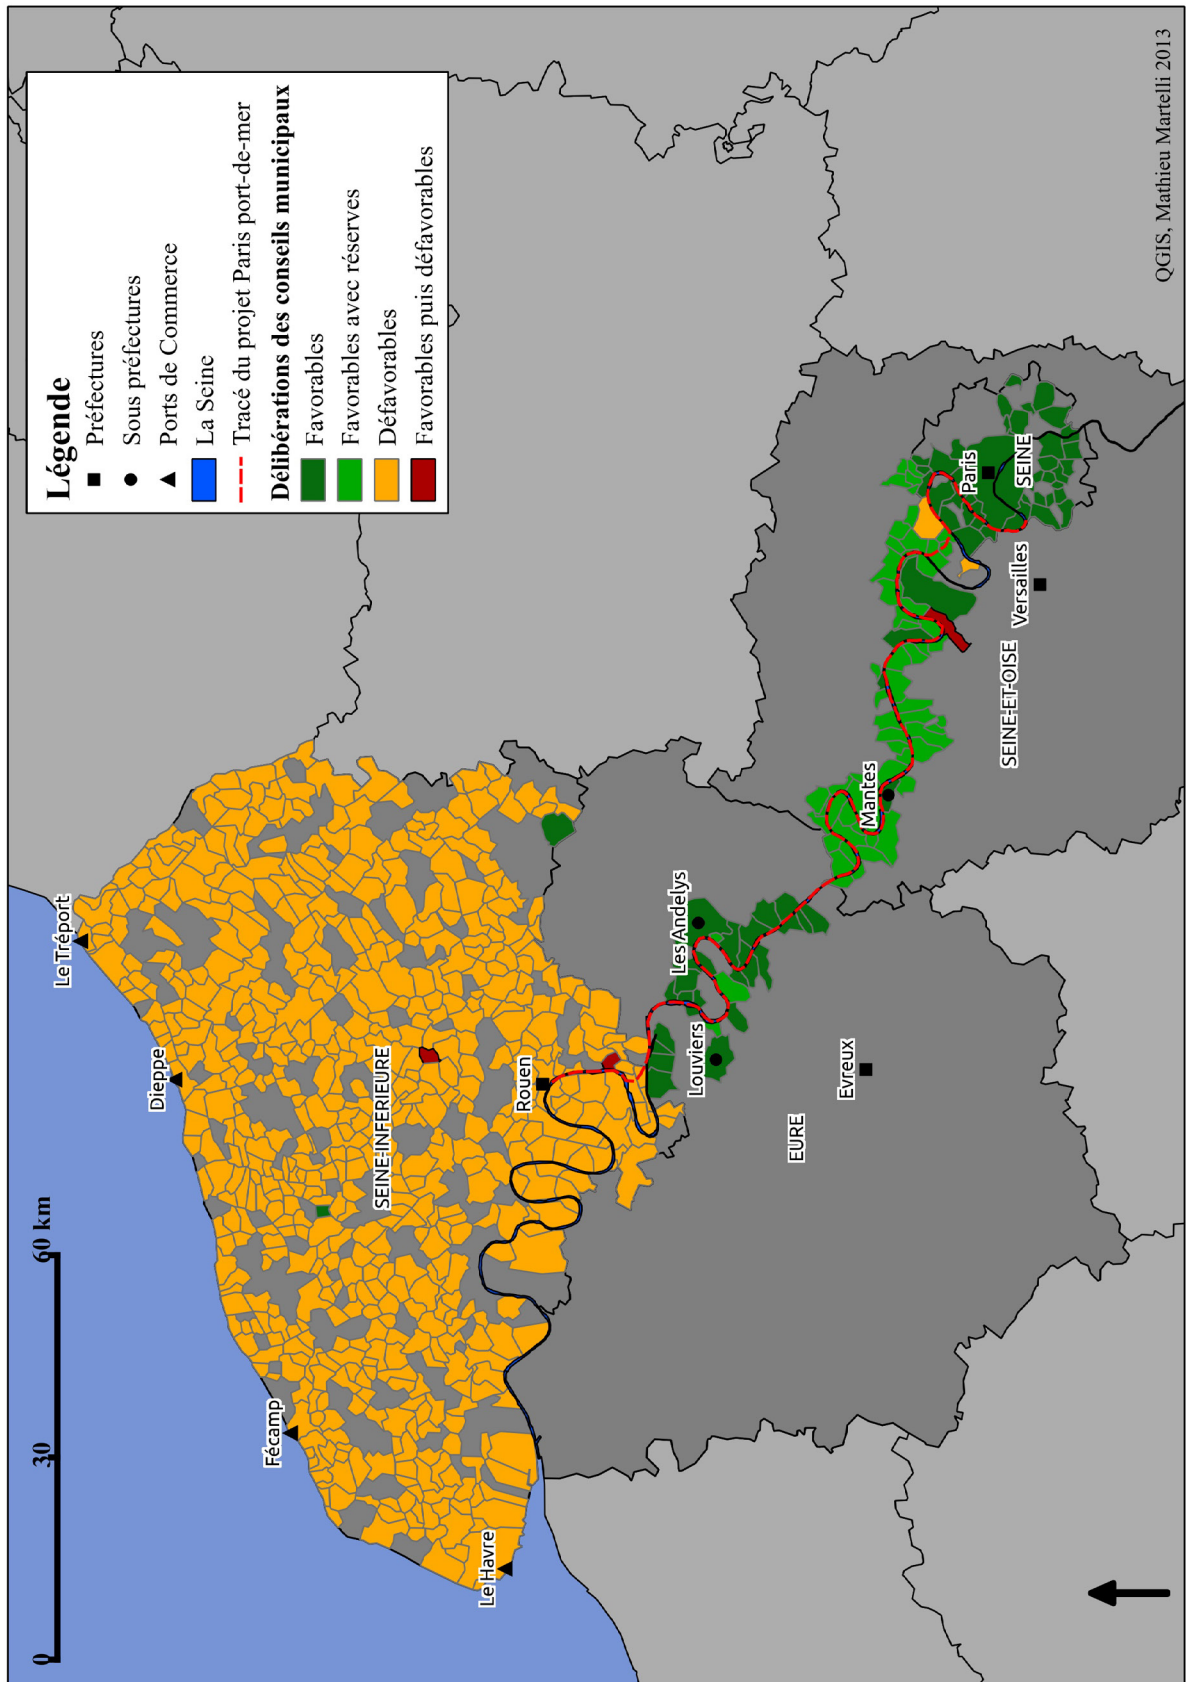 0
30
60 km
Légende
Préfectures
Sous préfectures
Ports de Commerce
La Seine
Tracé du projet Paris port-de-mer
Délibérations des conseils municipaux
Favorables
Favorables avec réserves
Défavorables
Favorables puis défavorables
Le Tréport
Dieppe
Fécamp
Le Havre
SEINE-INFERIEURE
Rouen
Les Andelys
Louviers
EURE
Evreux
Mantes
SEINE-ET-OISE
Versailles
Paris
SEINE
QGIS, Mathieu Martelli 2013